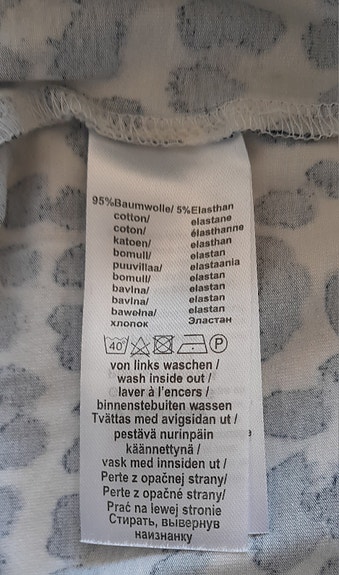 95%Baumwolle/ 5%Elasthan
cotton/ elastane
coton/ élasthanne
katoen/ elasthan
bomull/ elastan
puuvillaa/ elastaania
bomull/ elastan
bavlna/ elastan
bavlna/ elastan
bawełna/ elastan
хлопок Эластан
40 P
von links waschen/
wash inside out /
laver à l'encers /
binnenstebuiten wassen
Tvättas med avigsidan ut /
pestävä nurinpäin
käännettynä /
vask med innsiden ut /
Perte z opačnej strany/
Perte z opačné strany/
Prać na lewej stronie
Стирать, вывернув
наизнанку